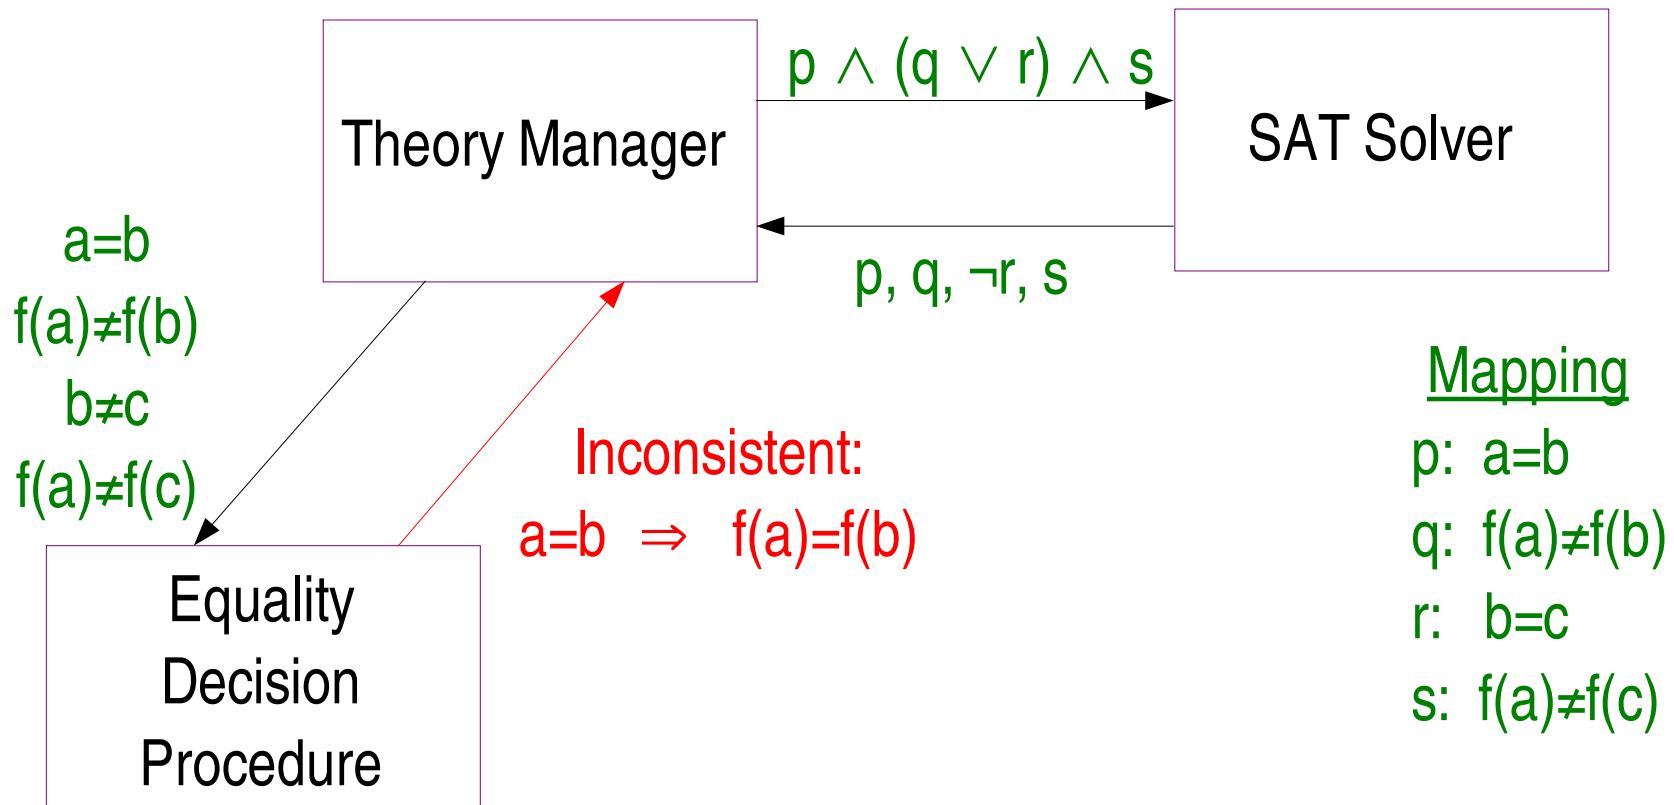 Theory Manager
p ∧ (q ∨ r) ∧ s
SAT Solver
p, q, ¬r, s
a=b
f(a)≠f(b)
b≠c
f(a)≠f(c)
Inconsistent:
a=b ⇒ f(a)=f(b)
Mapping
p: a=b
q: f(a)≠f(b)
r: b=c
s: f(a)≠f(c)
Equality
Decision
Procedure